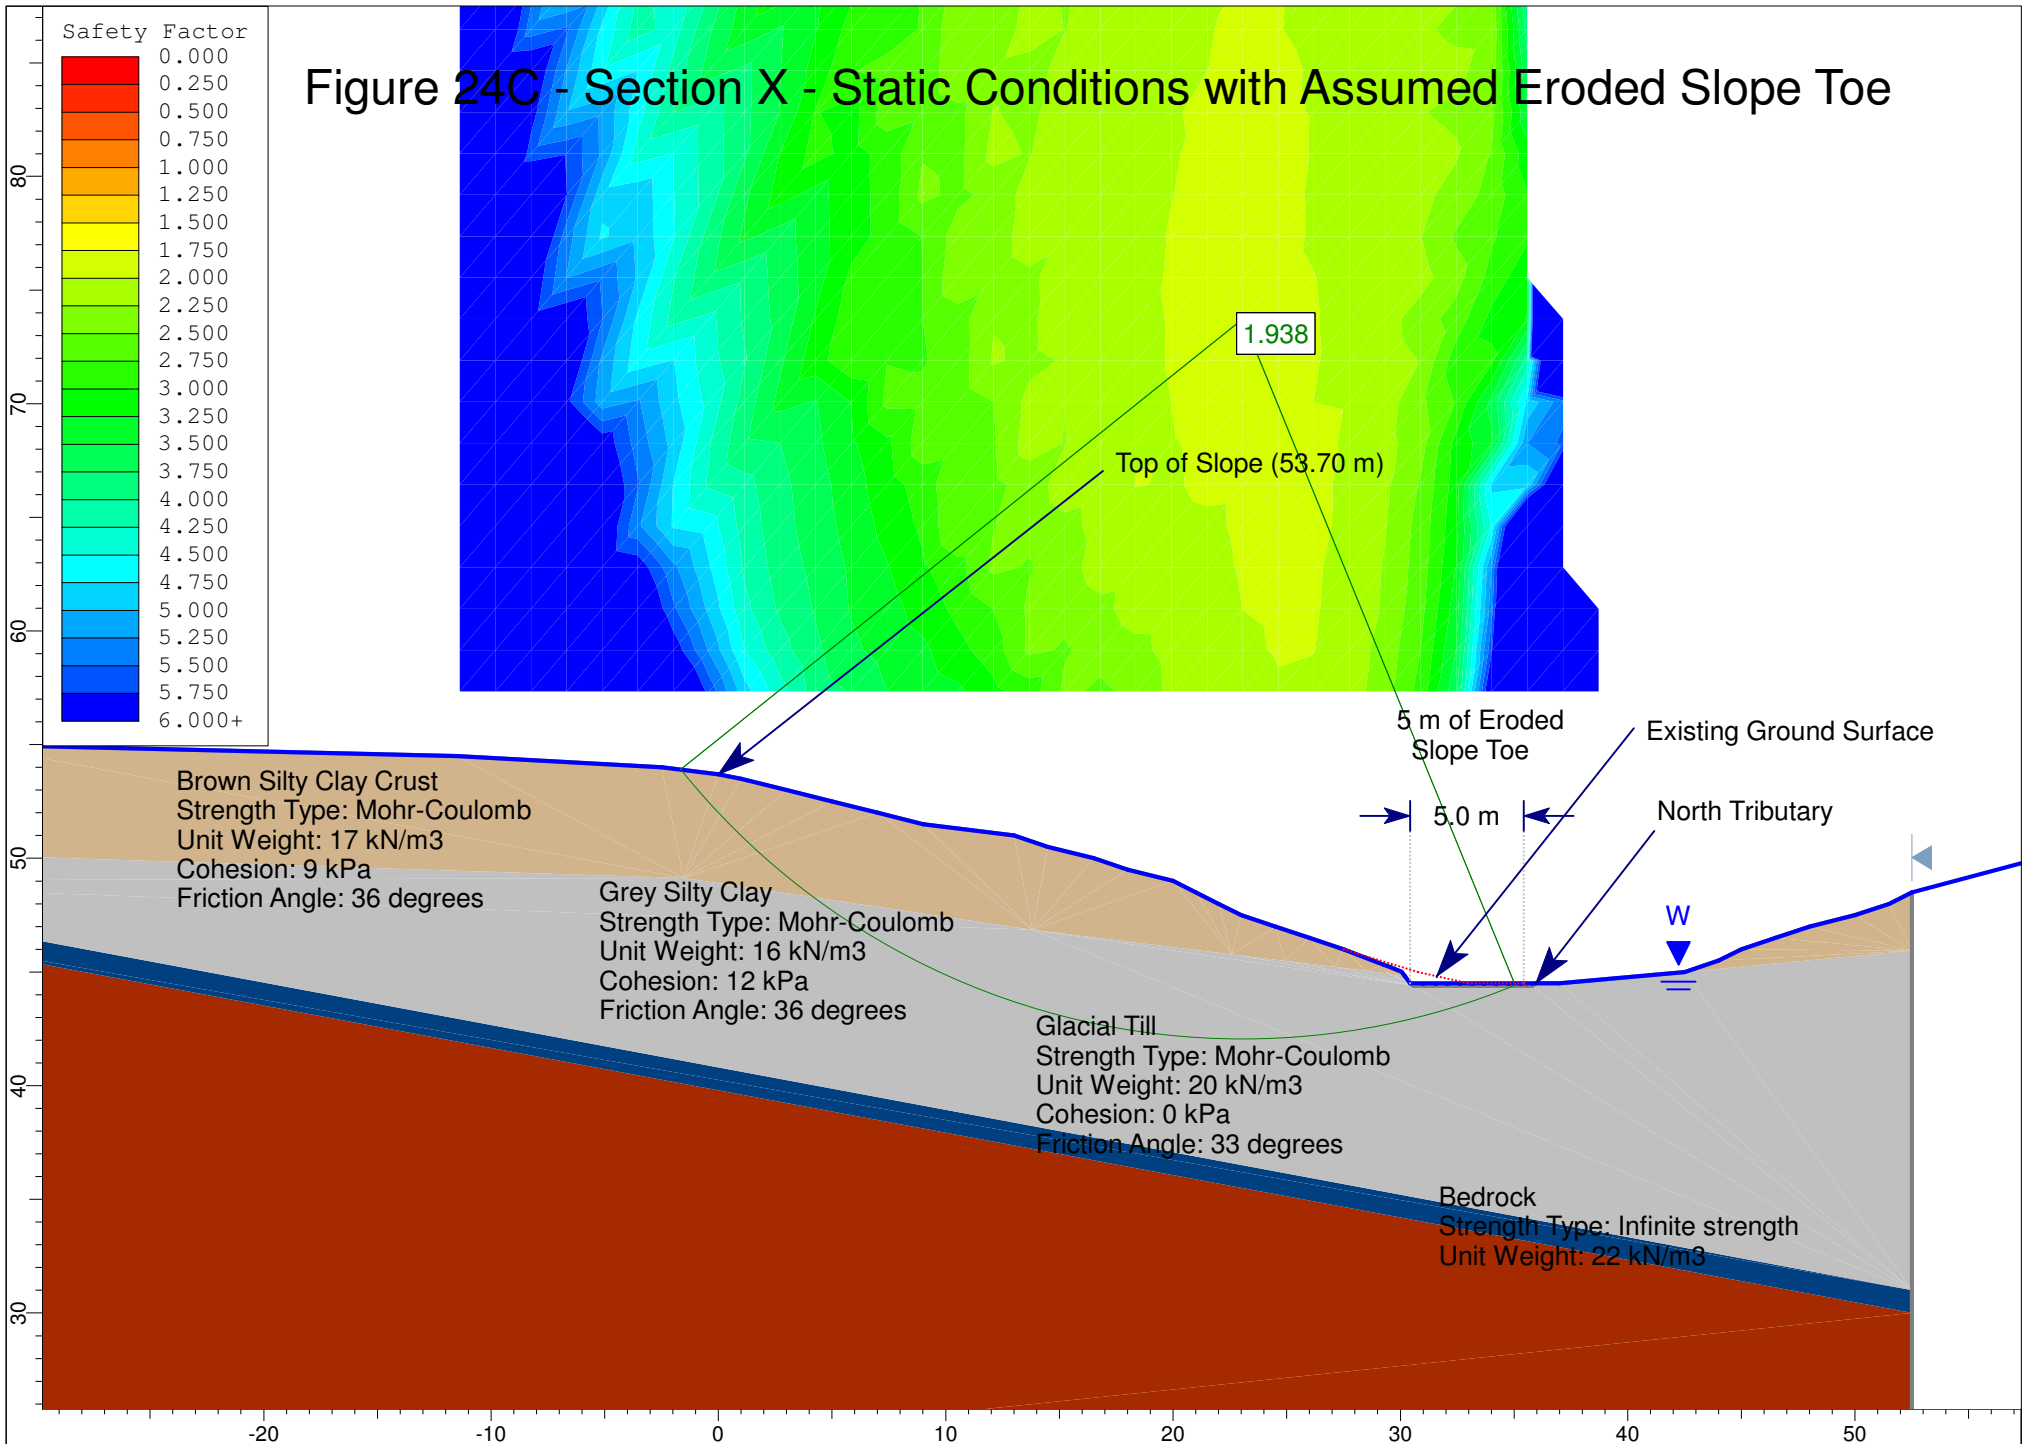 Safety Factor
0.000
0.250
0.500
0.750
1.000
1.250
1.500
1.750
2.000
2.250
2.500
2.750
3.000
3.250
3.500
3.750
4.000
4.250
4.500
4.750
5.000
5.250
5.500
5.750
6.000+
Figure 24C - Section X - Static Conditions with Assumed Eroded Slope Toe
1.938
Top of Slope (53.70 m)
5 m of Eroded
Slope Toe
5.0 m
Existing Ground Surface
North Tributary
W
Brown Silty Clay Crust
Strength Type: Mohr-Coulomb
Unit Weight: 17 kN/m3
Cohesion: 9 kPa
Friction Angle: 36 degrees
Grey Silty Clay
Strength Type: Mohr-Coulomb
Unit Weight: 16 kN/m3
Cohesion: 12 kPa
Friction Angle: 36 degrees
Glacial Till
Strength Type: Mohr-Coulomb
Unit Weight: 20 kN/m3
Cohesion: 0 kPa
Friction Angle: 33 degrees
Bedrock
Strength Type: Infinite strength
Unit Weight: 22 kN/m3
80
70
60
50
40
30
-20
-10
0
10
20
30
40
50